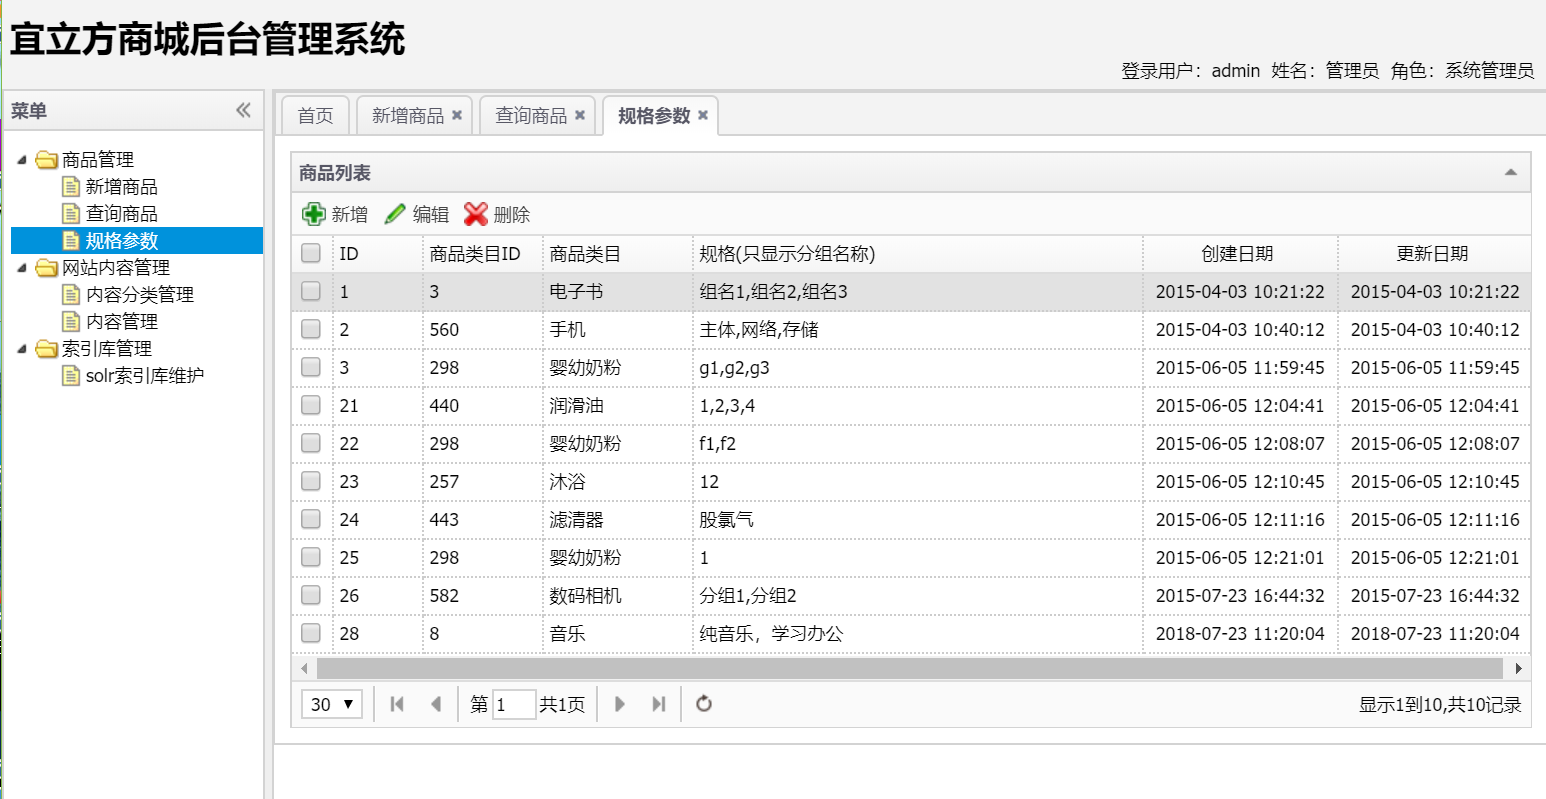 宜立方商城后台管理系统
登录用户：admin 姓名：管理员 角色：系统管理员
菜单
商品管理
新增商品
查询商品
规格参数
网站内容管理
内容分类管理
内容管理
索引库管理
solr索引库维护
首页 新增商品 查询商品 规格参数
商品列表
新增 编辑 删除
ID 商品类目ID 商品类目 规格(只显示分组名称) 创建日期 更新日期
1 3 电子书 组名1,组名2,组名3 2015-04-03 10:21:22 2015-04-03 10:21:22
2 560 手机 主体,网络,存储 2015-04-03 10:40:12 2015-04-03 10:40:12
3 298 婴幼奶粉 g1,g2,g3 2015-06-05 11:59:45 2015-06-05 11:59:45
21 440 润滑油 1,2,3,4 2015-06-05 12:04:41 2015-06-05 12:04:41
22 298 婴幼奶粉 f1,f2 2015-06-05 12:08:07 2015-06-05 12:08:07
23 257 沐浴 12 2015-06-05 12:10:45 2015-06-05 12:10:45
24 443 滤清器 股氯气 2015-06-05 12:11:16 2015-06-05 12:11:16
25 298 婴幼奶粉 1 2015-06-05 12:21:01 2015-06-05 12:21:01
26 582 数码相机 分组1,分组2 2015-07-23 16:44:32 2015-07-23 16:44:32
28 8 音乐 纯音乐，学习办公 2018-07-23 11:20:04 2018-07-23 11:20:04
30 第 1 共1页 显示1到10,共10记录